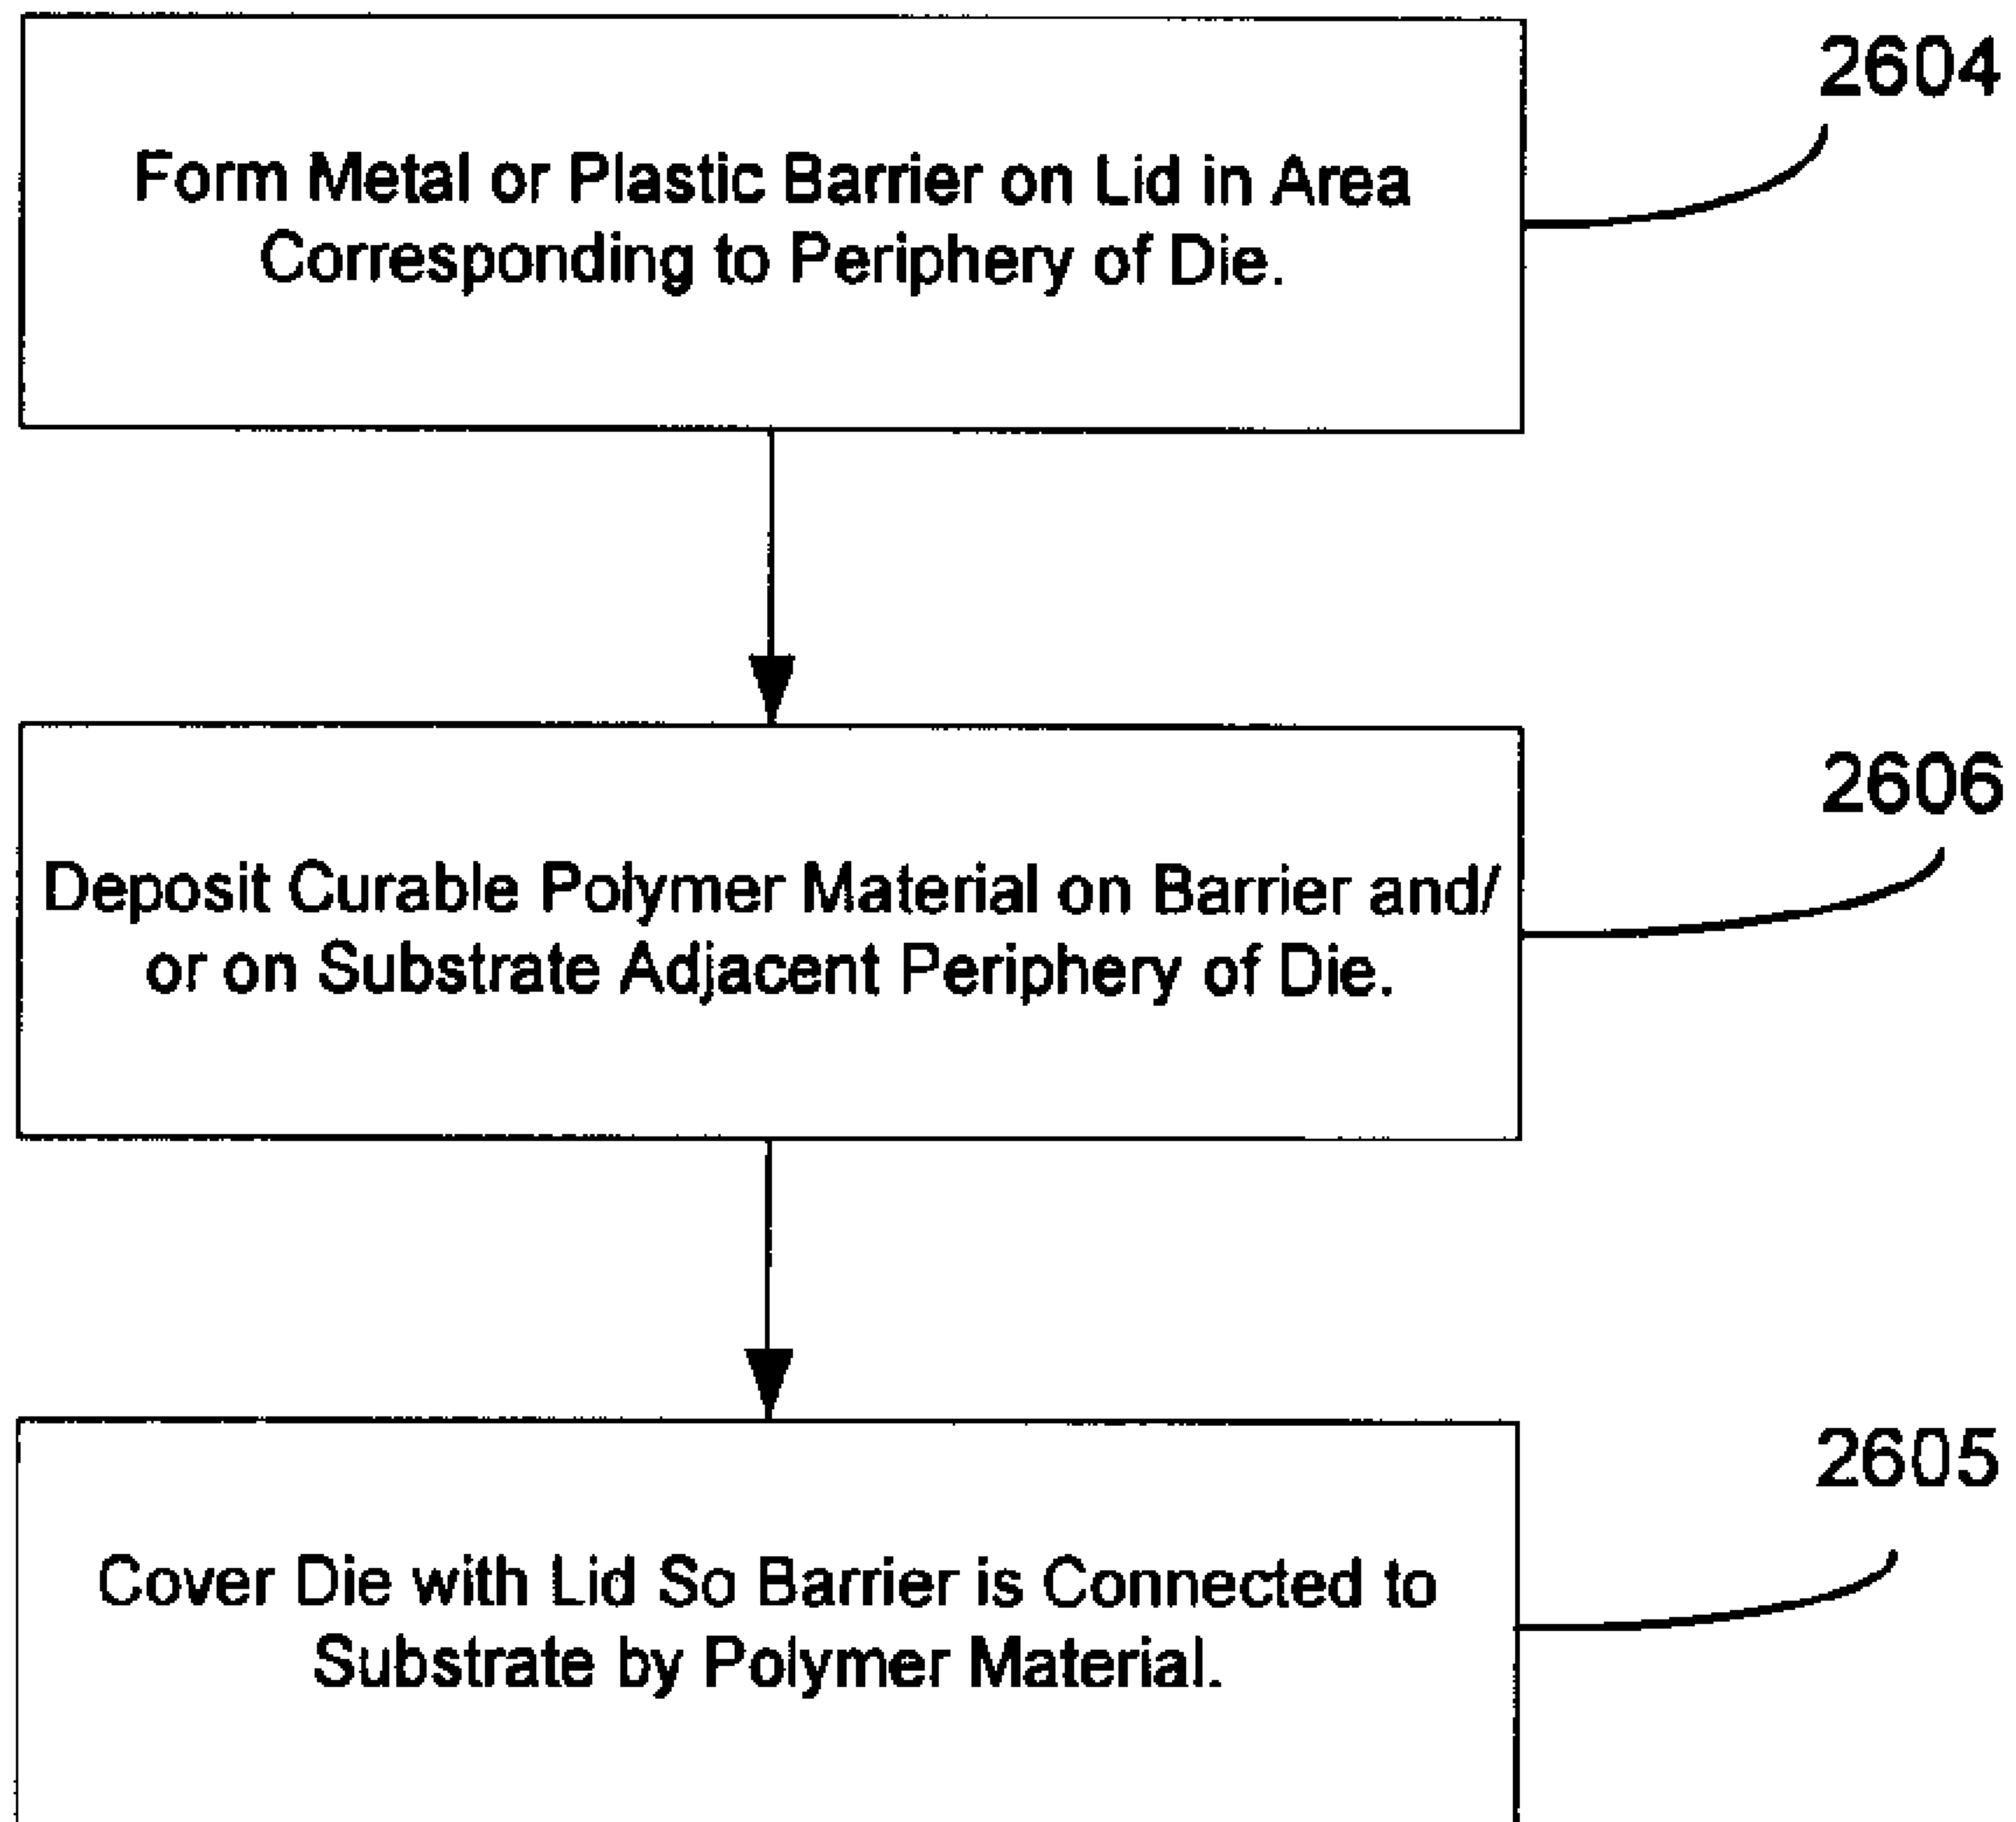 2604
Form Metal or Plastic Barrier on Lid in Area
Corresponding to Periphery of Die.
2606
Deposit Curable Polymer Material on Barrier and/
or on Substrate Adjacent Periphery of Die.
2605
Cover Die with Lid So Barrier is Connected to
Substrate by Polymer Material.